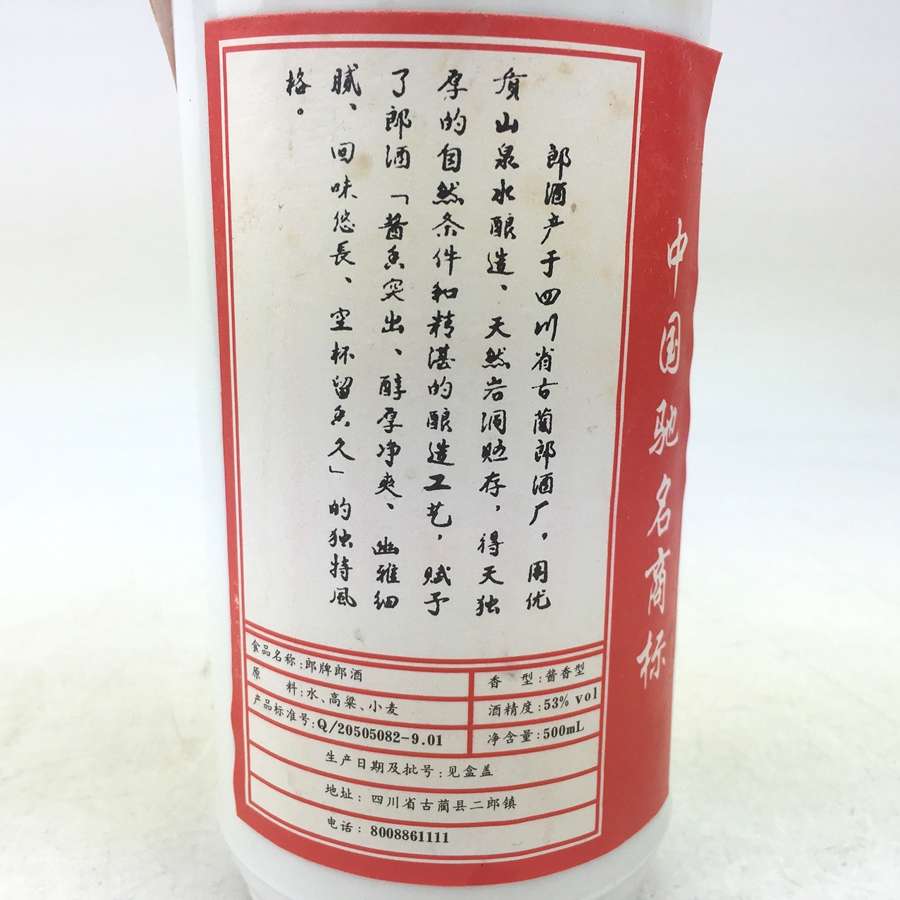 郎酒产于四川省古蔺郎酒厂。用优
质山泉水酿造、天然岩洞贮存，得天独
厚的自然条件和精湛的酿造工艺，赋予
了郎酒「酱香突出、醇厚净爽、幽雅细
腻、回味悠長、空杯留香久」的独特风
格。
中国驰名商标
食品名称:郎牌郎酒
香 型:酱香型
原 料:水、高粱、小麦
酒精度:53% vol
产品标准号:Q/20505082-9.01
净含量:500mL
生产日期及批号:见盒盖
地址: 四川省古蔺县二郎镇
电话: 8008861111